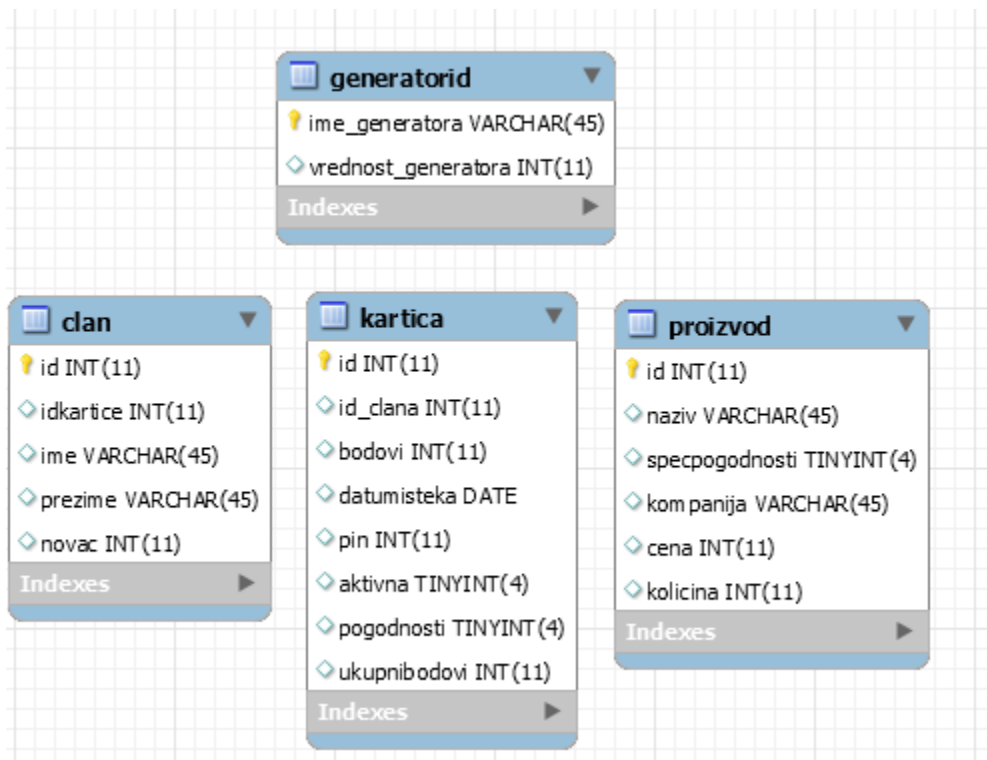 generatorid
ime_generatora VARCHAR(45)
vrednost_generatora INT(11)
Indexes
clan
id INT(11)
idkartice INT(11)
ime VARCHAR(45)
prezime VARCHAR(45)
novac INT(11)
Indexes
kartica
id INT(11)
id_clana INT(11)
bodovi INT(11)
datumisteka DATE
pin INT(11)
aktivna TINYINT(4)
pogodnosti TINYINT(4)
ukupnibodovi INT(11)
Indexes
proizvod
id INT(11)
naziv VARCHAR(45)
specpogodnosti TINYINT(4)
kompanija VARCHAR(45)
cena INT(11)
kolicina INT(11)
Indexes